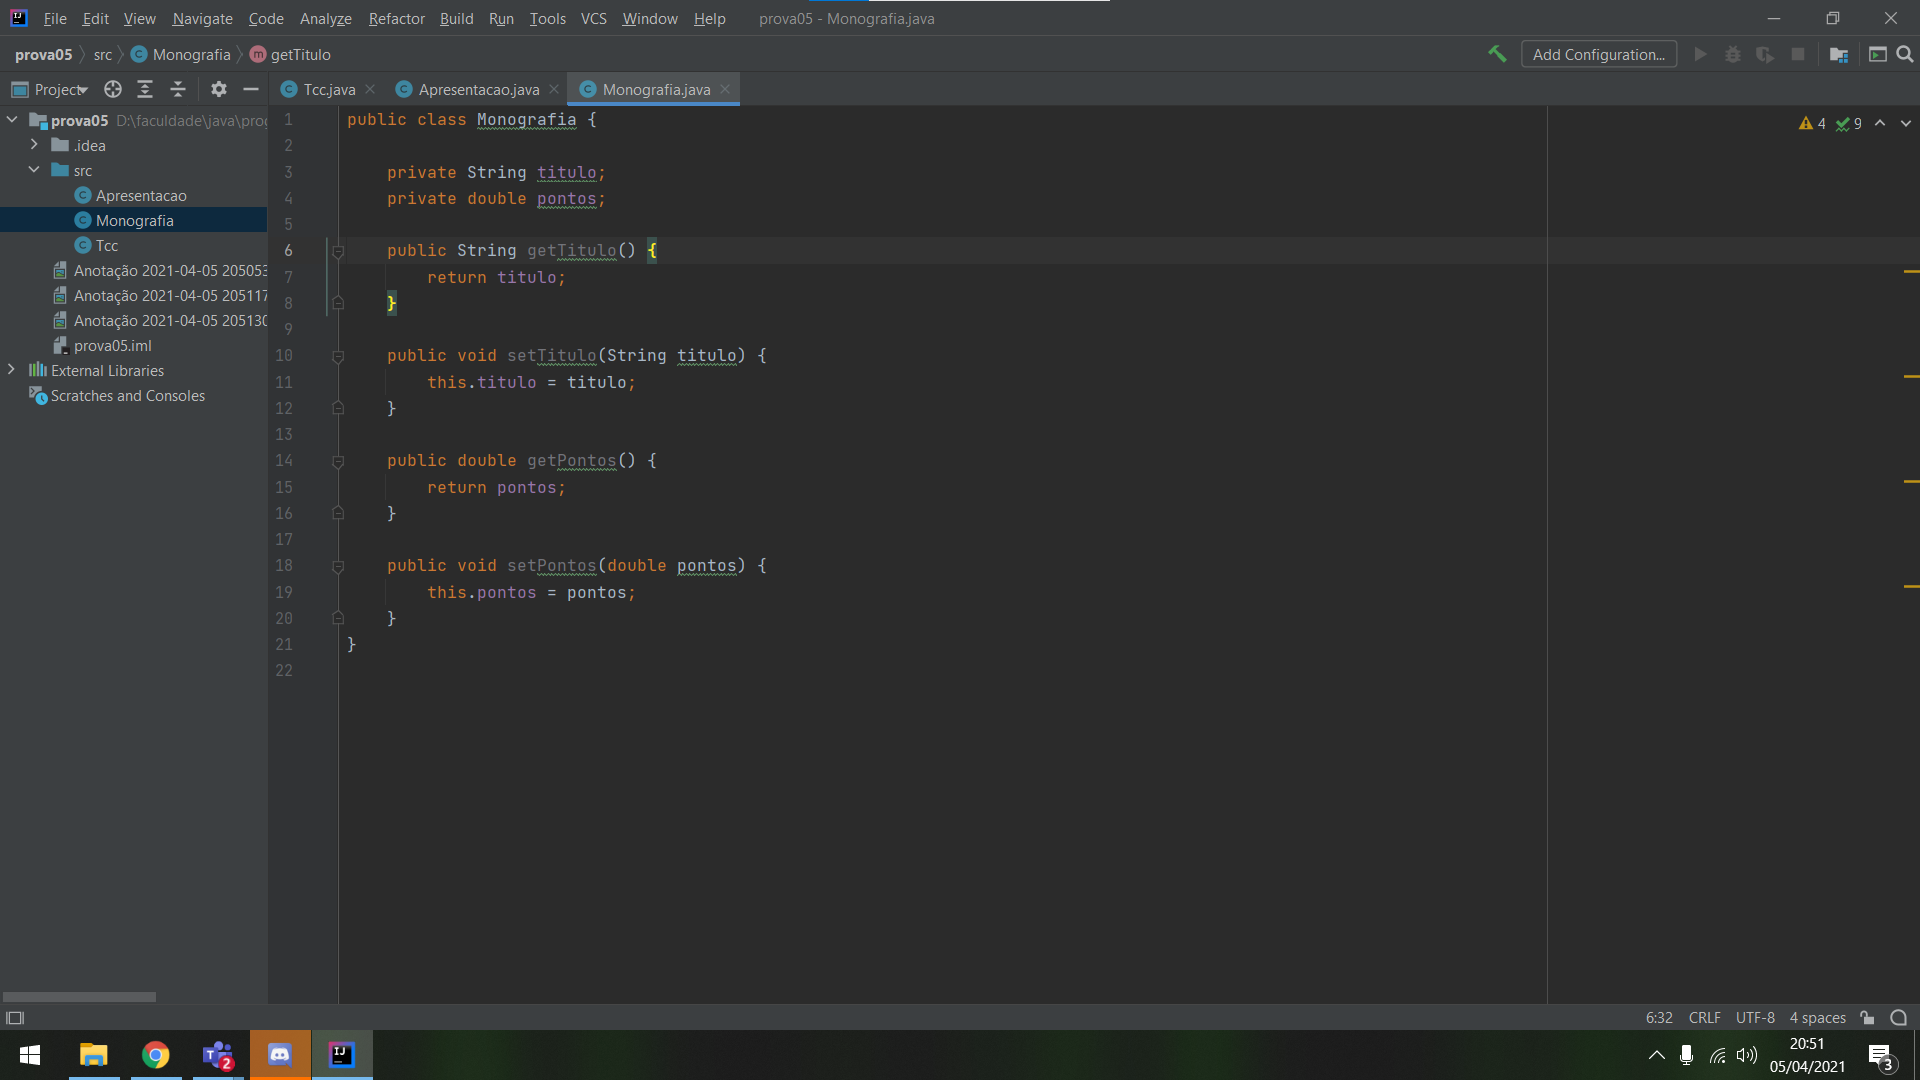 File Edit View Navigate Code Analyze Refactor Build Run Tools VCS Window Help prova05 - Monografia.java
prova05 src Monografia getTitulo Add Configuration...
Project Tcc.java Apresentacao.java Monografia.java
prova05 D:\faculdade\java\prog
.idea
src
Apresentacao
Monografia
Tcc
Anotação 2021-04-05 205053
Anotação 2021-04-05 205117
Anotação 2021-04-05 205130
prova05.iml
External Libraries
Scratches and Consoles
4 9
1 public class Monografia {
2
3 private String titulo;
4 private double pontos;
5
6 public String getTitulo() {
7 return titulo;
8 }
9
10 public void setTitulo(String titulo) {
11 this.titulo = titulo;
12 }
13
14 public double getPontos() {
15 return pontos;
16 }
17
18 public void setPontos(double pontos) {
19 this.pontos = pontos;
20 }
21 }
22
6:32 CRLF UTF-8 4 spaces
2
20:51
05/04/2021
3